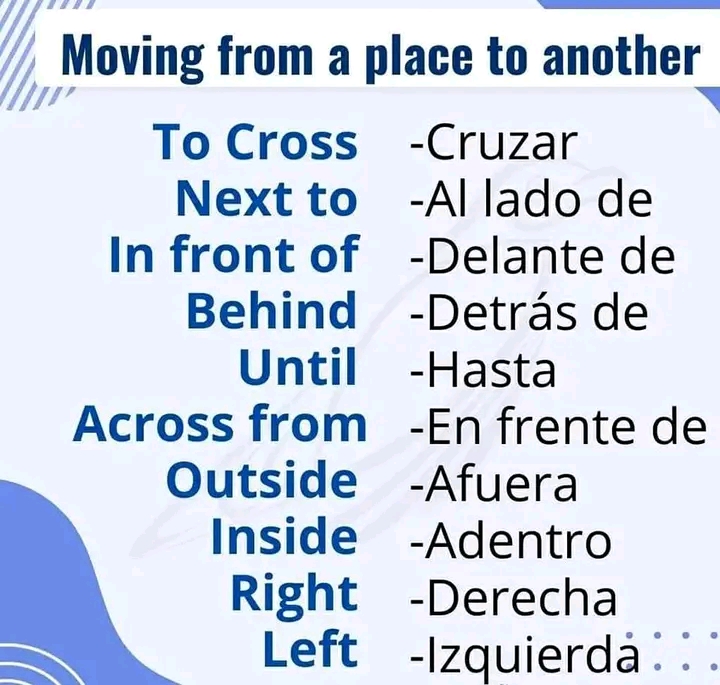 Moving from a place to another
To Cross -Cruzar
Next to -Al lado de
In front of -Delante de
Behind -Detrás de
Until -Hasta
Across from -En frente de
Outside -Afuera
Inside -Adentro
Right -Derecha
Left -Izquierda